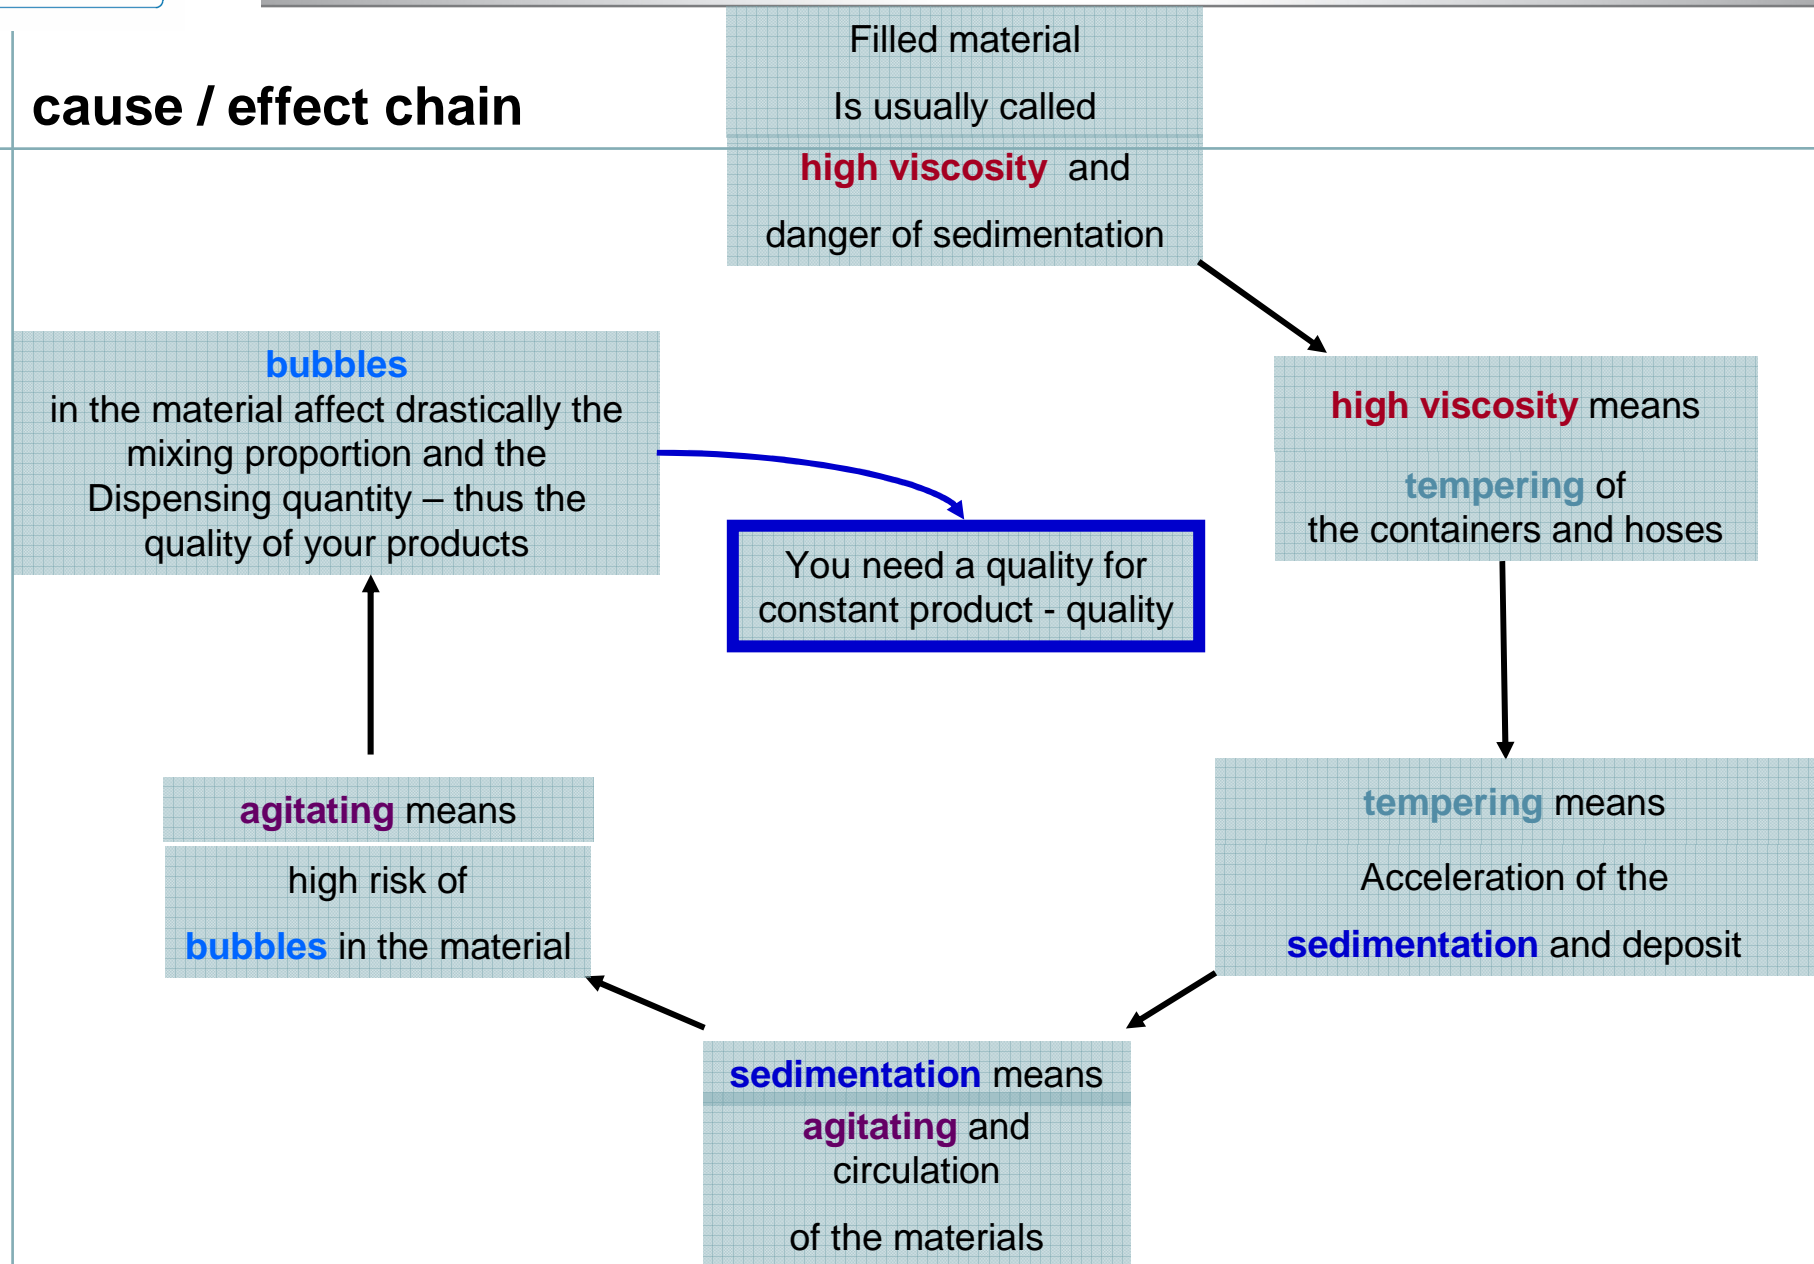 cause / effect chain
Filled material
Is usually called
high viscosity and
danger of sedimentation
high viscosity means
tempering of
the containers and hoses
tempering means
Acceleration of the
sedimentation and deposit
sedimentation means
agitating and
circulation
of the materials
agitating means
high risk of
bubbles in the material
bubbles
in the material affect drastically the
mixing proportion and the
Dispensing quantity – thus the
quality of your products
You need a quality for
constant product - quality